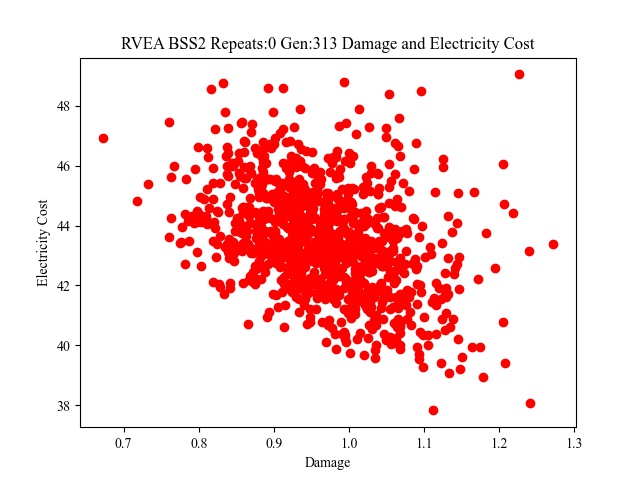 RVEA BSS2 Repeats:0 Gen:313 Damage and Electricity Cost
48
46
44
42
40
38
Electricity Cost
0.7 0.8 0.9 1.0 1.1 1.2 1.3
Damage